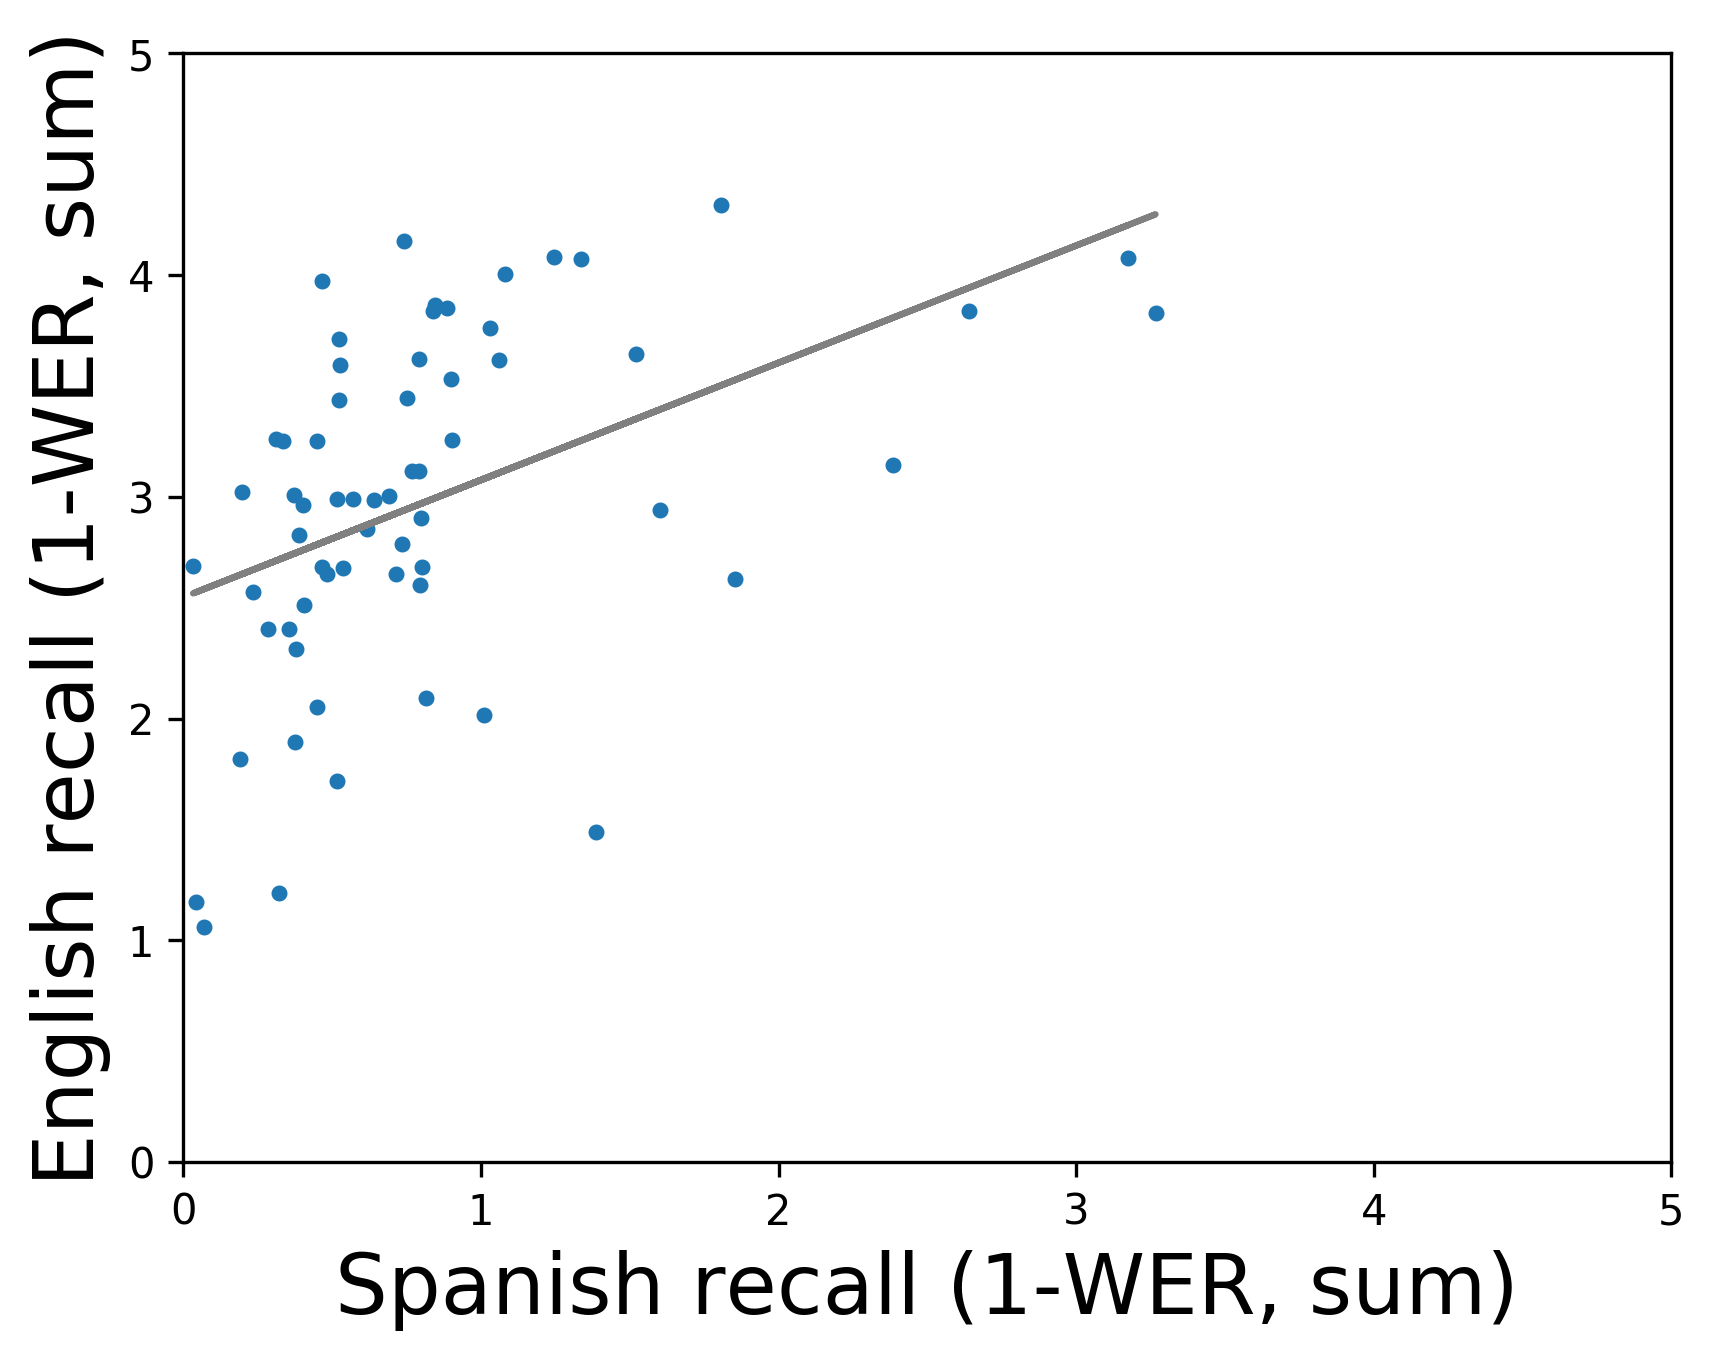 English recall (1-WER, sum)
5
4
3
2
1
0
0 1 2 3 4 5
Spanish recall (1-WER, sum)